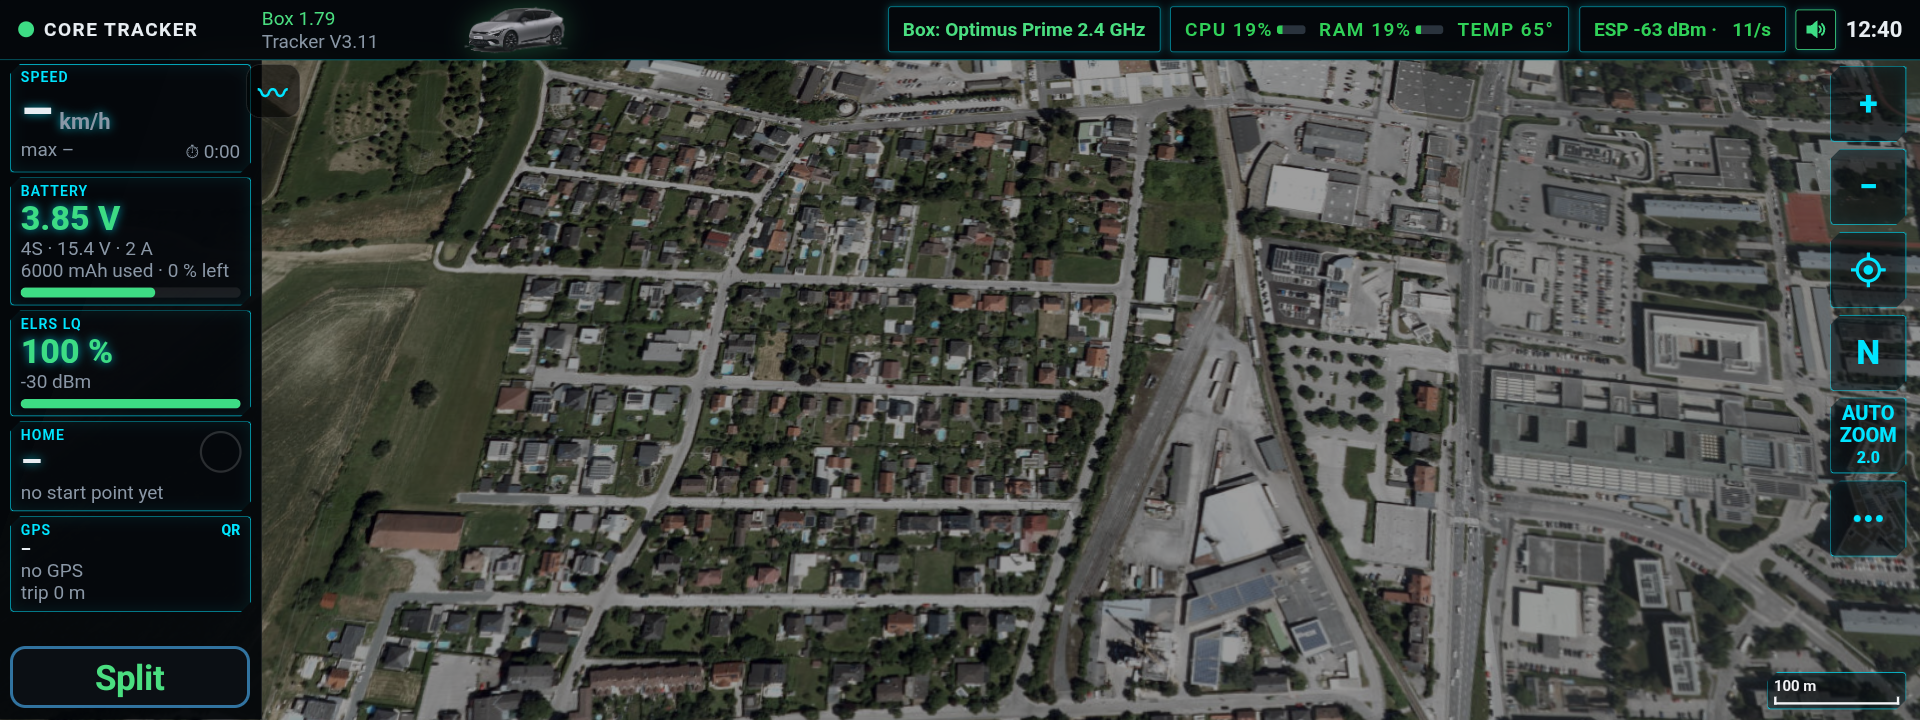 CORE TRACKER
Box 1.79
Tracker V3.11
Box: Optimus Prime 2.4 GHz
CPU 19% RAM 19% TEMP 65°
ESP -63 dBm · 11/s
12:40
SPEED
– km/h
max –
⏱ 0:00
BATTERY
3.85 V
4S · 15.4 V · 2 A
6000 mAh used · 0 % left
ELRS LQ
100 %
-30 dBm
HOME
–
no start point yet
GPS QR
–
no GPS
trip 0 m
Split
+
−
N
AUTO
ZOOM
2.0
•••
100 m